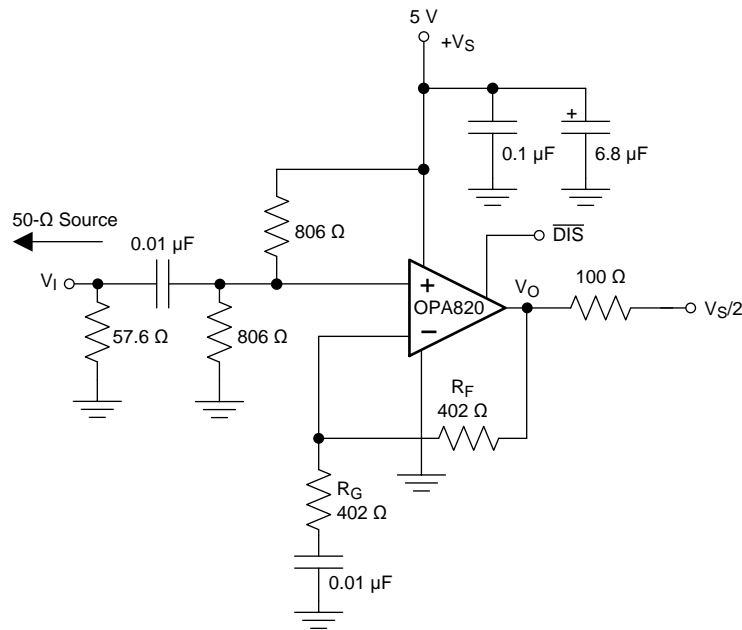 5 V
+VS
+
0.1 µF
6.8 µF
50-Ω Source
0.01 µF
806 Ω
DIS
VI
+
OPA820
−
VO
100 Ω
VS/2
57.6 Ω
806 Ω
RF
402 Ω
RG
402 Ω
0.01 µF